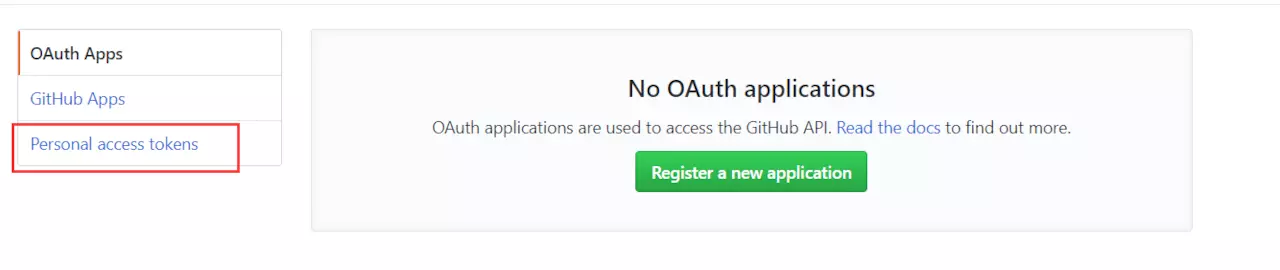 OAuth Apps
GitHub Apps
Personal access tokens
No OAuth applications
OAuth applications are used to access the GitHub API. Read the docs to find out more.
Register a new application